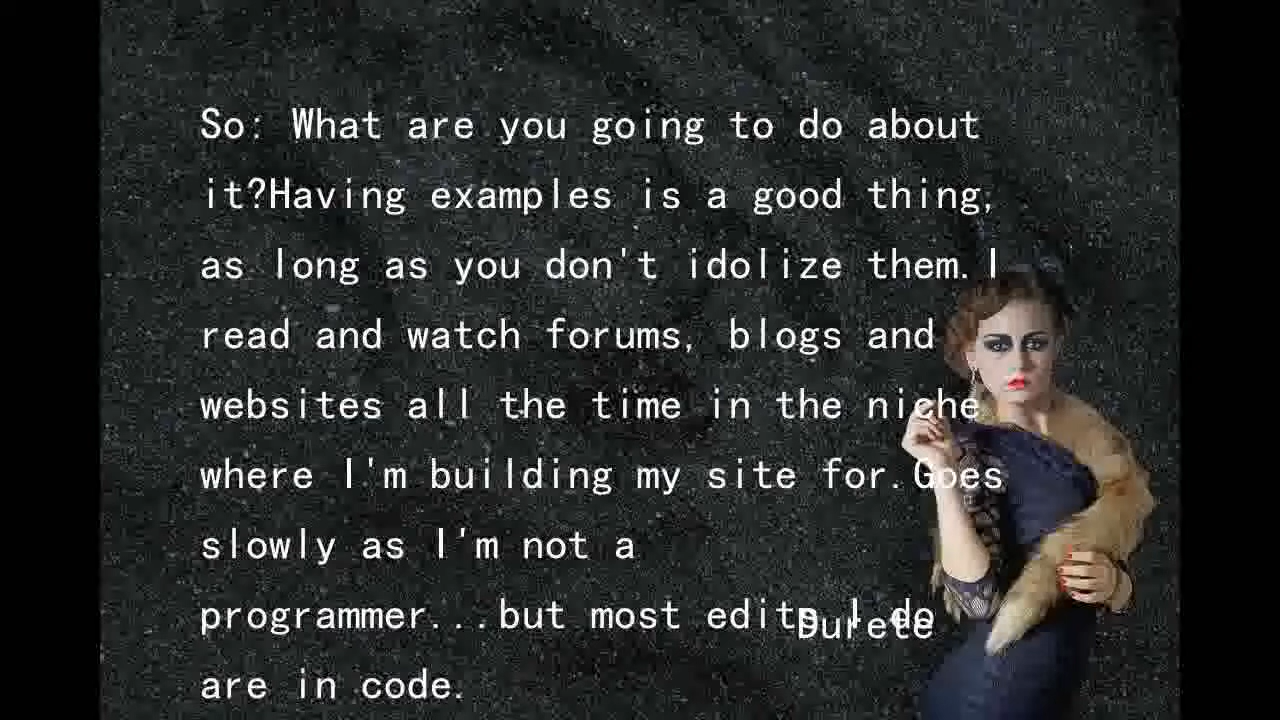 So: What are you going to do about
it?Having examples is a good thing,
as long as you don't idolize them.I
read and watch forums, blogs and
websites all the time in the niche
where I'm building my site for.Goes
slowly as I'm not a
programmer...but most edits I do
Durete
are in code.